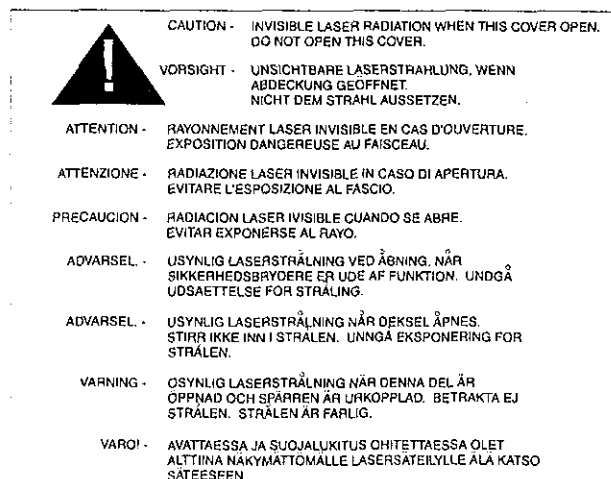 CAUTION - INVISIBLE LASER RADIATION WHEN THIS COVER OPEN.
DO NOT OPEN THIS COVER.
VORSIGHT - UNSICHTBARE LASERSTRAHLUNG, WENN
ABDECKUNG GEÖFFNET.
NICHT DEM STRAHL AUSSETZEN.
ATTENTION - RAYONNEMENT LASER INVISIBLE EN CAS D'OUVERTURE.
EXPOSITION DANGEREUSE AU FAISCEAU.
ATTENZIONE - RADIAZIONE LASER INVISIBLE IN CASO DI APERTURA.
EVITARE L'ESPOSIZIONE AL FASCIO.
PRECAUCION - RADIACION LASER IVISIBLE CUANDO SE ABRE.
EVITAR EXPONERSE AL RAYO.
ADVARSEL. - USYNLIG LASERSTRÅLNING VED ÅBNING, NÅR
SIKKERHEDSBRYDERE ER UDE AF FUNKTION. UNDGÅ
UDSAETTELSE FOR STRÅLING.
ADVARSEL. - USYNLIG LASERSTRÅLNING NÅR DEKSEL ÅPNES.
STIRR IKKE INN I STRÅLEN. UNNGÅ EKSPONERING FOR
STRÅLEN.
VARNING - OSYNLIG LASERSTRÅLNING NÄR DENNA DEL ÄR
ÖPPNAD OCH SPÄRREN ÄR URKOPPLAD. BETRAKTA EJ
STRÅLEN. STRÅLEN ÄR FARLIG.
VARO! - AVATTAESSA JA SUOJALUKITUS OHITETTAESSA OLET
ALTTIINA NÄKYMÄTTÖMÄLLE LASERSÄTEILYLLE ÄLÄ KATSO
SÄTEESEEN